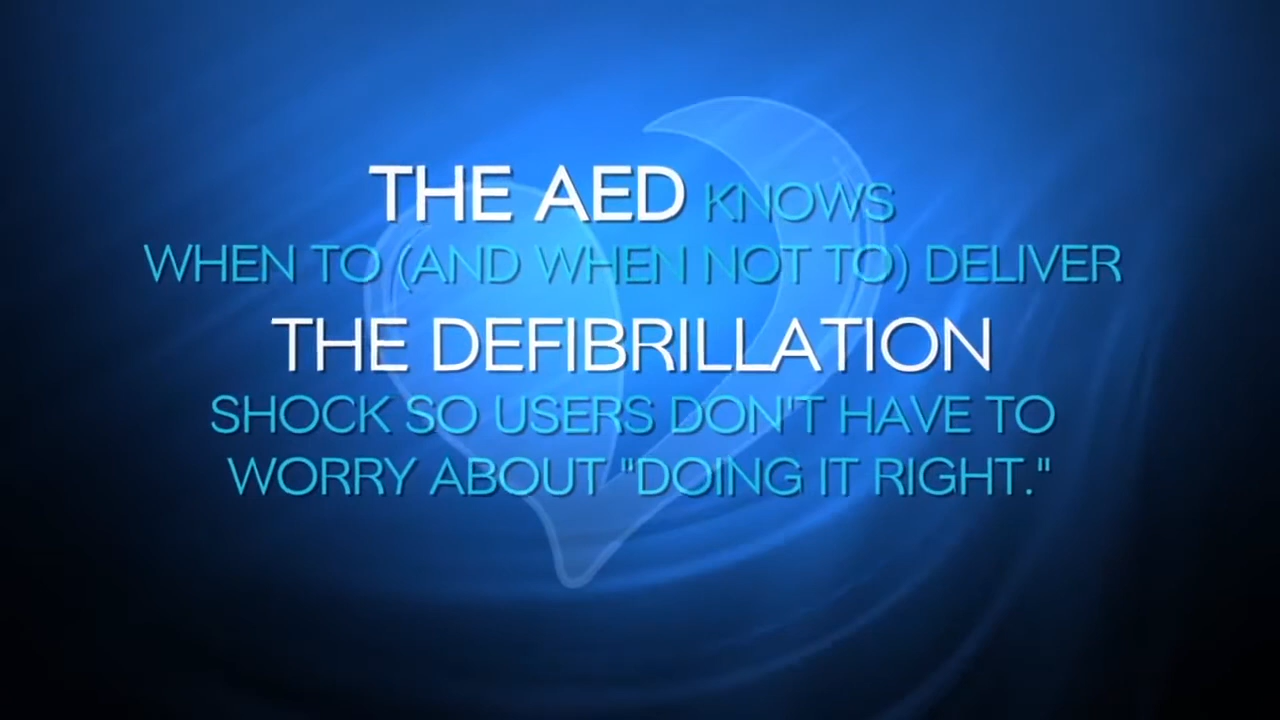 THE AED KNOWS
WHEN TO (AND WHEN NOT TO) DELIVER
THE DEFIBRILLATION
SHOCK SO USERS DON'T HAVE TO
WORRY ABOUT "DOING IT RIGHT."